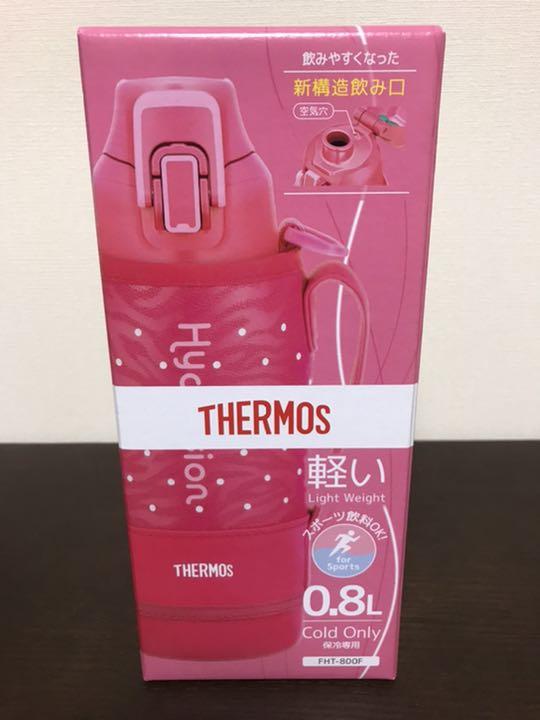 飲みやすくなった
新構造飲み口
空気穴
THERMOS
軽い
Light Weight
スポーツ飲料OK!
for
Sports
0.8L
Cold Only
保冷専用
FHT-800F
THERMOS